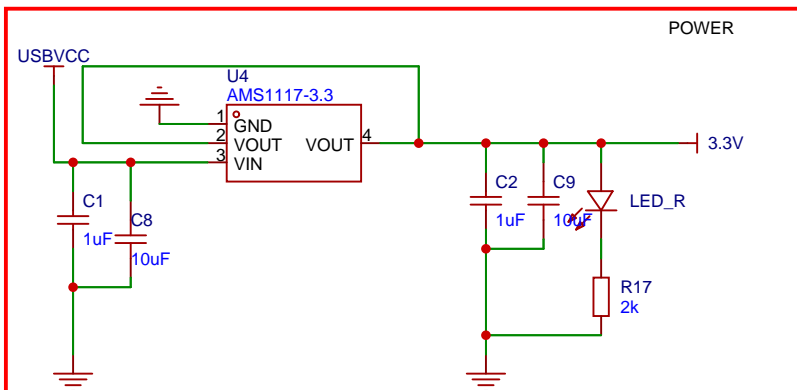 POWER
USBVCC
U4
AMS1117-3.3
1
GND
2
VOUT
VOUT
4
3
VIN
3.3V
C1
1uF
C8
10uF
C2
1uF
C9
10uF
LED_R
R17
2k